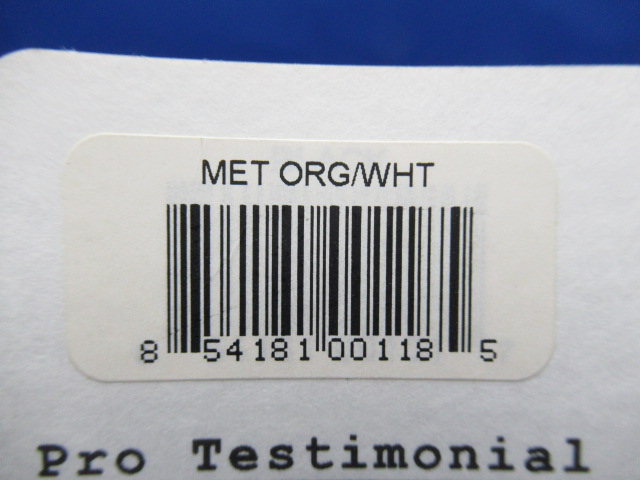 MET ORG/WHT
8 54181 00118 5
Pro Testimonial